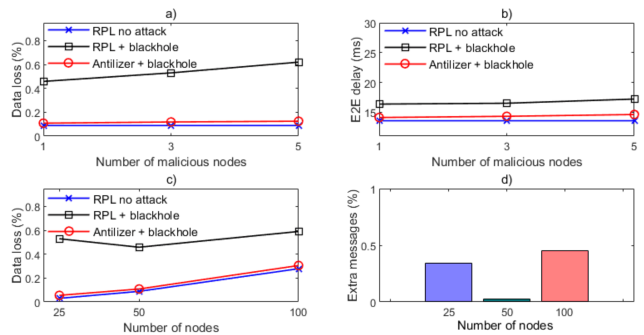 a)
Data loss (%)
0.8
0.6
0.4
0.2
0
RPL no attack
RPL + blackhole
Antilizer + blackhole
1 3 5
Number of malicious nodes
b)
E2E delay (ms)
30
25
20
15
RPL no attack
RPL + blackhole
Antilizer + blackhole
1 3 5
Number of malicious nodes
c)
Data loss (%)
0.8
0.6
0.4
0.2
0
RPL no attack
RPL + blackhole
Antilizer + blackhole
25 50 100
Number of nodes
d)
Extra messages (%)
1
0.5
0
25 50 100
Number of nodes